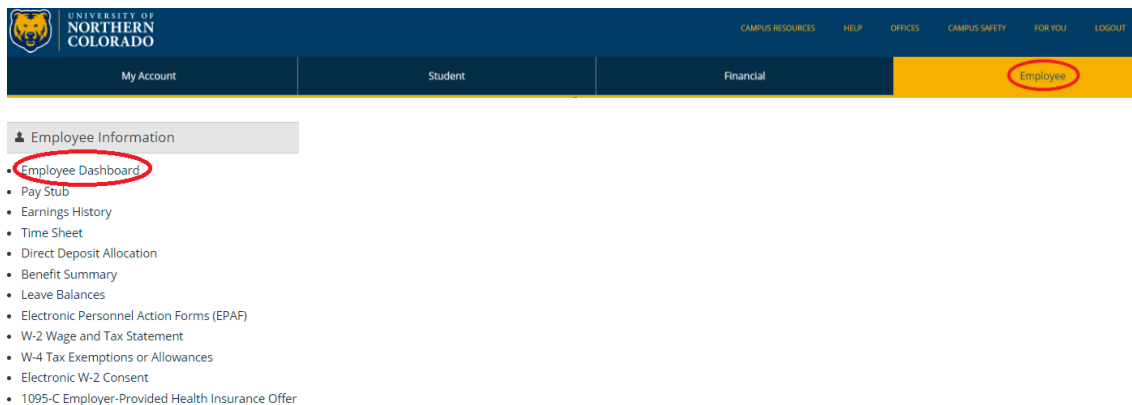 UNIVERSITY OF
NORTHERN
COLORADO
CAMPUS RESOURCES HELP OFFICES CAMPUS SAFETY FOR YOU LOGOUT
My Account Student Financial Employee
Employee Information
Employee Dashboard
Pay Stub
Earnings History
Time Sheet
Direct Deposit Allocation
Benefit Summary
Leave Balances
Electronic Personnel Action Forms (EPAF)
W-2 Wage and Tax Statement
W-4 Tax Exemptions or Allowances
Electronic W-2 Consent
1095-C Employer-Provided Health Insurance Offer